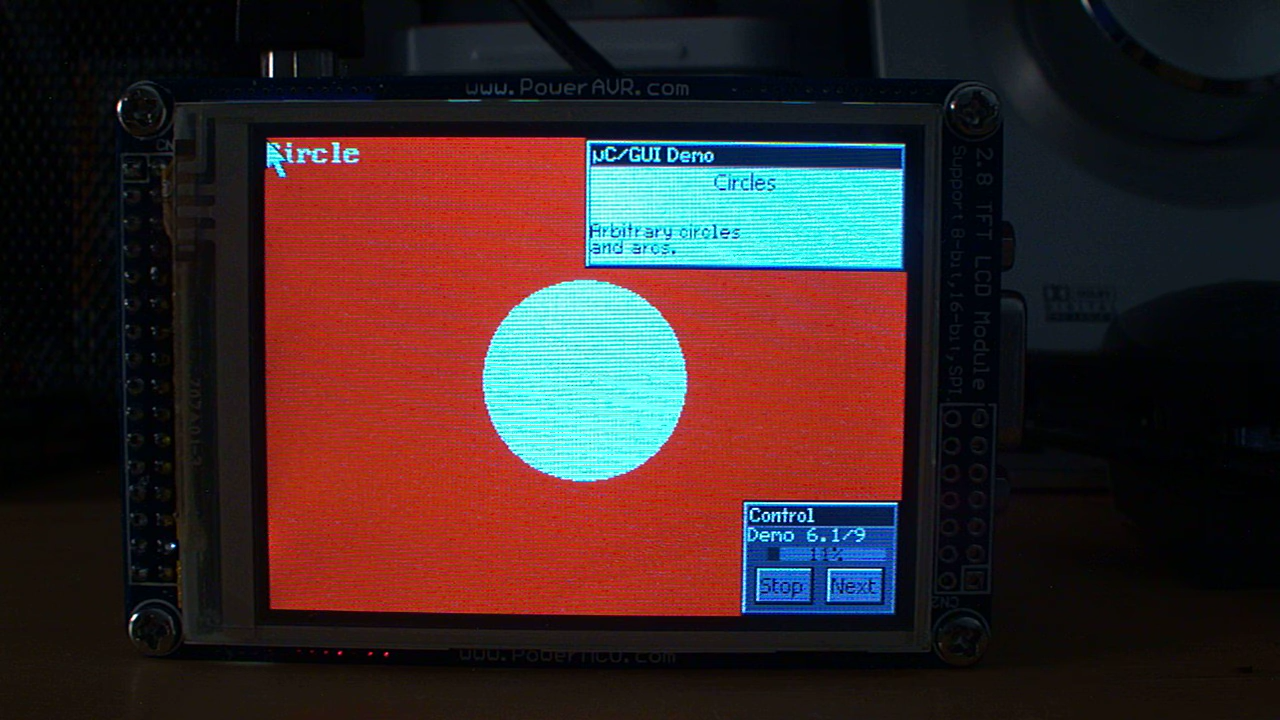 www.PowerAVR.com
Circle
µC/GUI Demo
Circles
Arbitrary circles
and arcs.
Control
Demo 6.1/9
11%
Stop
Next
2.8 TFT LCD Module
Support 8-bit,16-bit,SPI
www.PowerMCU.com